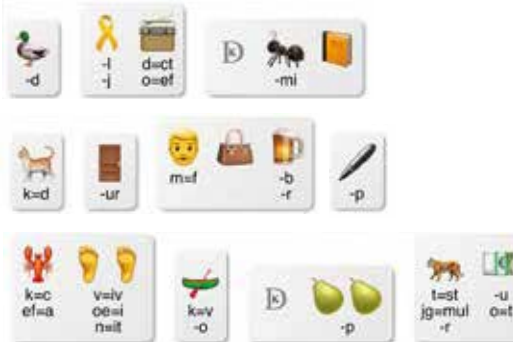 -d
-l d=ct
-j o=ef
D k -mi
k=d -ur m=f -b
-r -p
k=c v=iv
ef=a oe=i
n=it
k=v
-o
D k -p
t=st -u
jg=mul o=t
-r